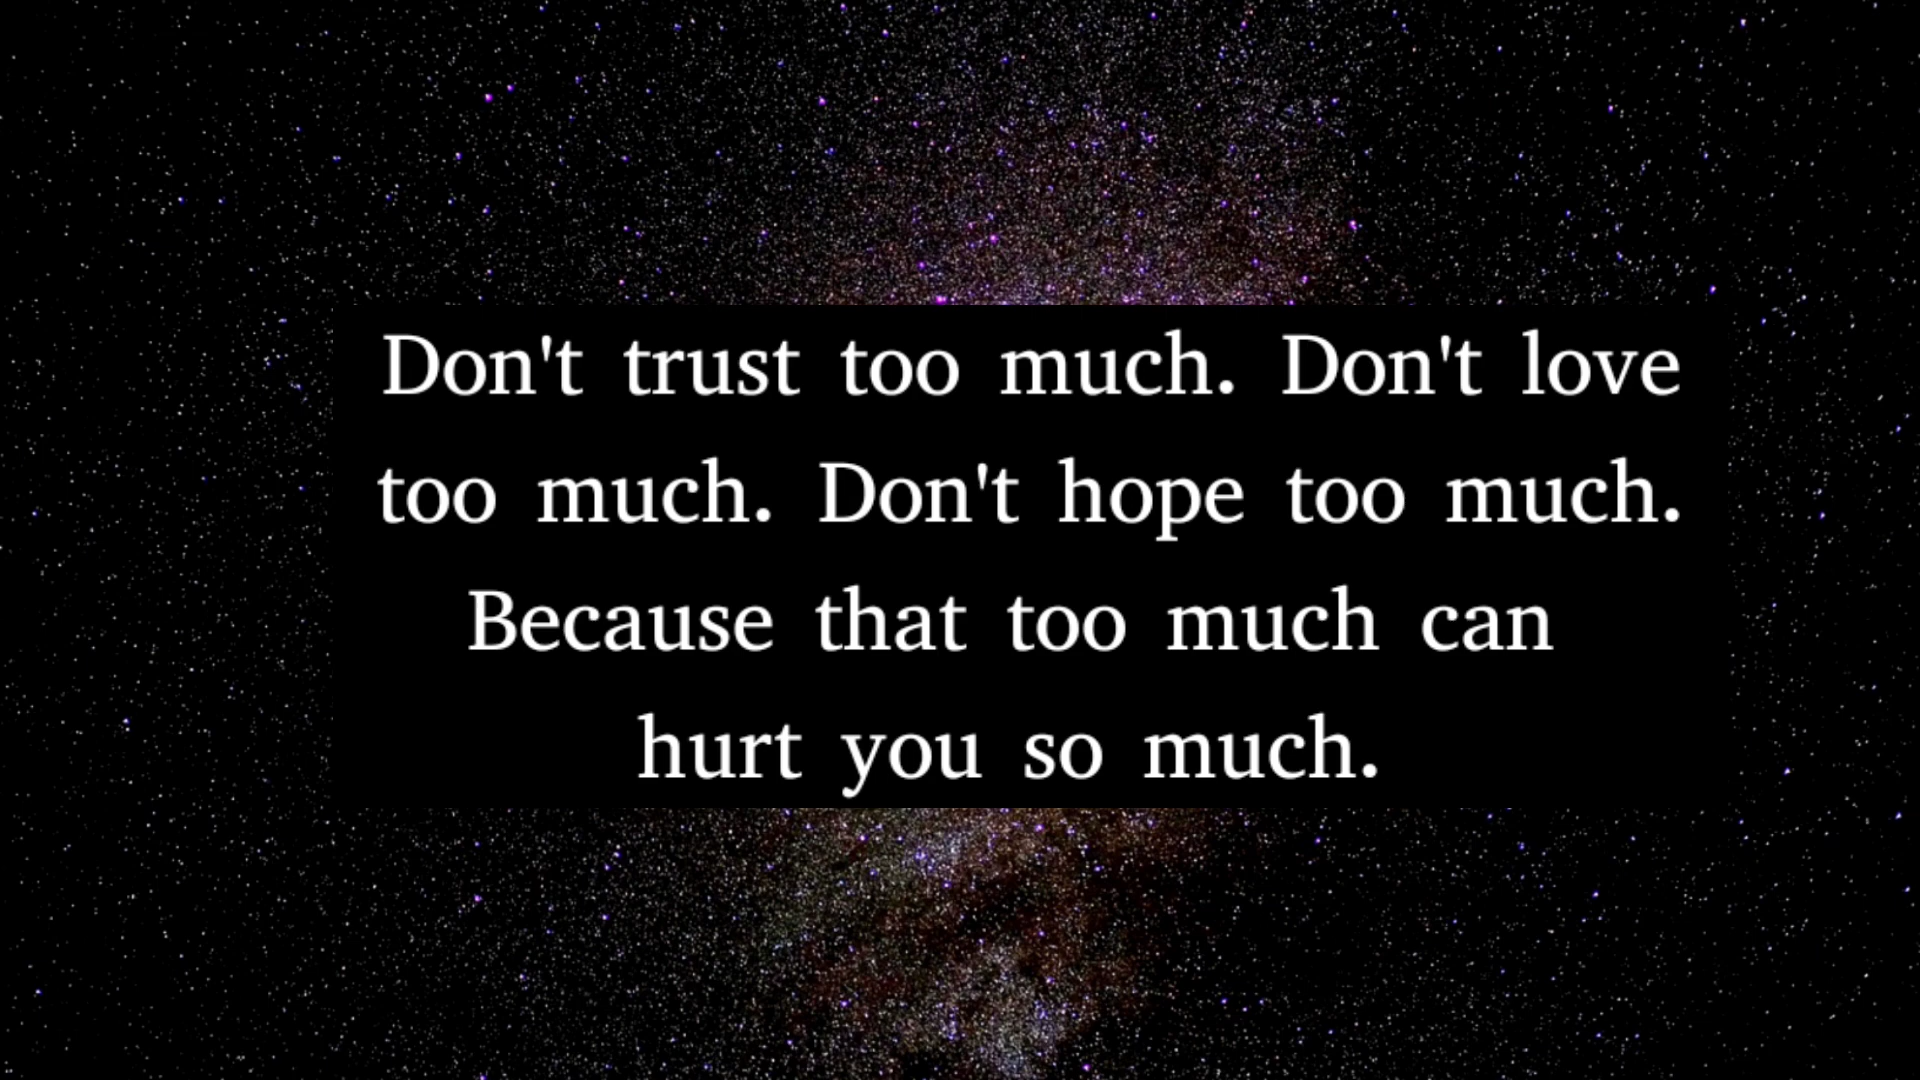 Don't trust too much. Don't love
too much. Don't hope too much.
Because that too much can
hurt you so much.